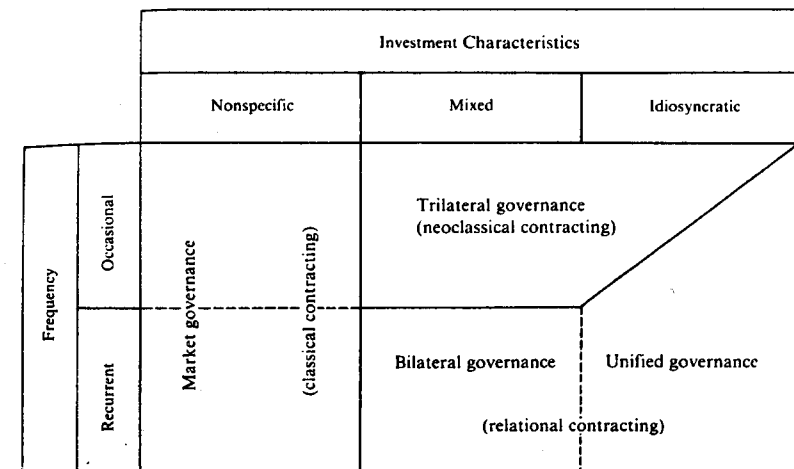 Investment Characteristics
Nonspecific
Mixed
Idiosyncratic
Frequency
Occasional
Recurrent
Market governance
(classical contracting)
Trilateral governance
(neoclassical contracting)
Bilateral governance
Unified governance
(relational contracting)